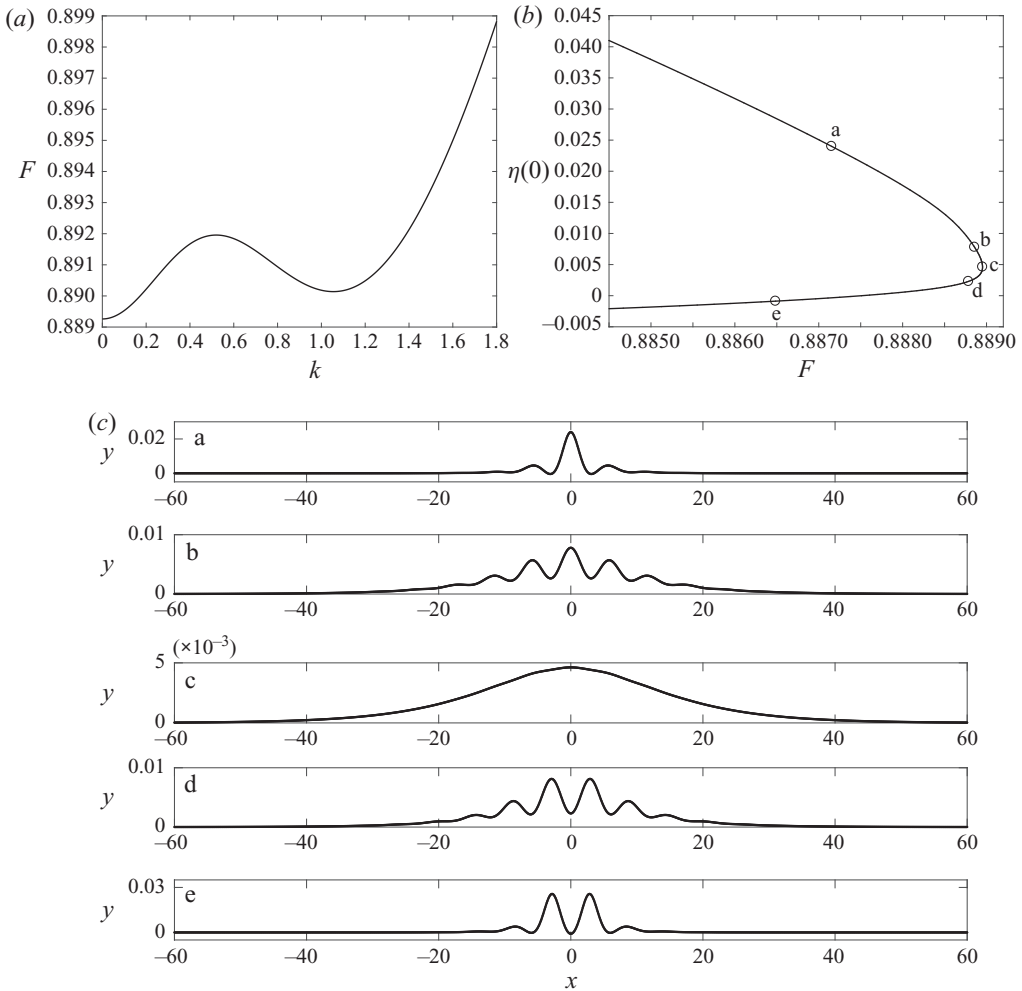 (a)
0.899
0.898
0.897
0.896
0.895
F 0.894
0.893
0.892
0.891
0.890
0.889
0 0.2 0.4 0.6 0.8 1.0 1.2 1.4 1.6 1.8
k
(b)
0.045
0.040
0.035
0.030
0.025
η(0) 0.020
0.015
0.010
0.005
0
−0.005
a
b
c
d
e
0.8850 0.8860 0.8870 0.8880 0.8890
F
(c)
0.02
y
0
a
−60 −40 −20 0 20 40 60
0.01
y
0
b
−60 −40 −20 0 20 40 60
(×10−3)
5
y
0
c
−60 −40 −20 0 20 40 60
0.01
y
0
d
−60 −40 −20 0 20 40 60
0.03
y
0
e
−60 −40 −20 0 20 40 60
x